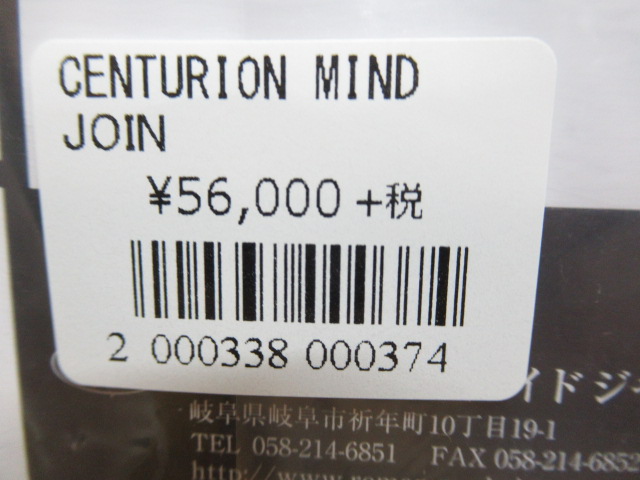 CENTURION MIND
JOIN
¥56,000 +税
2 000338 000374
イドジ
岐阜県岐阜市祈年町10丁目19-1
TEL 058-214-6851 FAX 058-214-6852